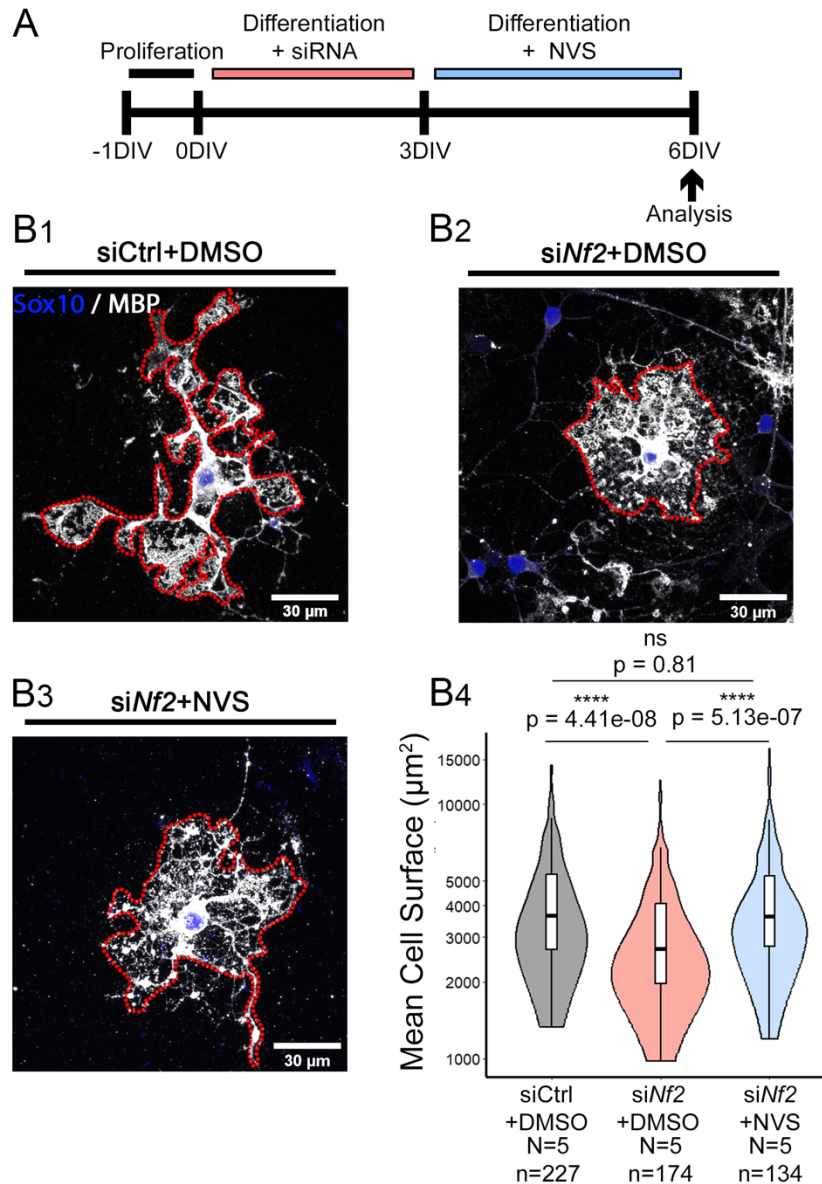 A
Proliferation
Differentiation
+ siRNA
Differentiation
+ NVS
-1DIV
0DIV
3DIV
6DIV
Analysis
B1
siCtrl+DMSO
Sox10 / MBP
30 µm
B2
siNf2+DMSO
30 µm
B3
siNf2+NVS
30 µm
B4
ns
p = 0.81
****
p = 4.41e-08
****
p = 5.13e-07
Mean Cell Surface (µm²)
15000
10000
5000
4000
3000
2000
1000
siCtrl
+DMSO
N=5
n=227
siNf2
+DMSO
N=5
n=174
siNf2
+NVS
N=5
n=134